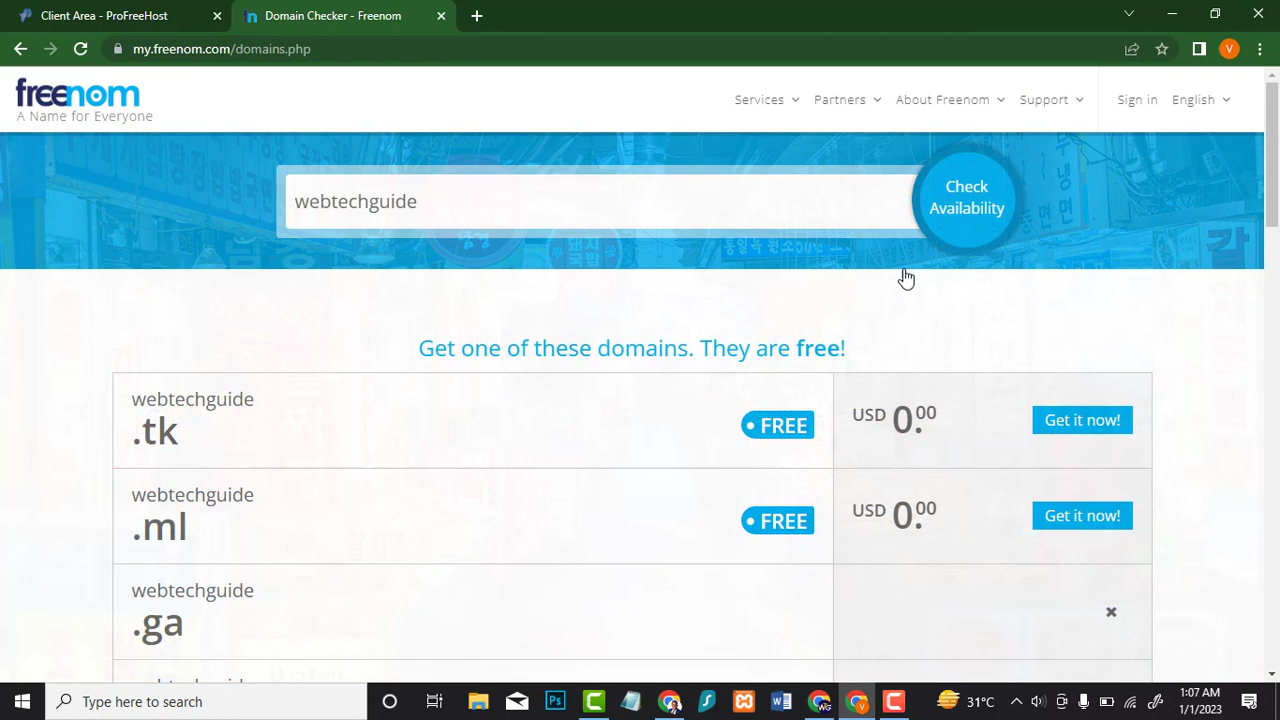 Client Area - ProFreeHost
Domain Checker - Freenom
my.freenom.com/domains.php
V
freenom
A Name for Everyone
Services
Partners
About Freenom
Support
Sign in
English
webtechguide
Check
Availability
Get one of these domains. They are free!
webtechguide
.tk
FREE
USD 0.00
Get it now!
webtechguide
.ml
FREE
USD 0.00
Get it now!
webtechguide
.ga
Type here to search
31°C
1:07 AM
1/1/2023